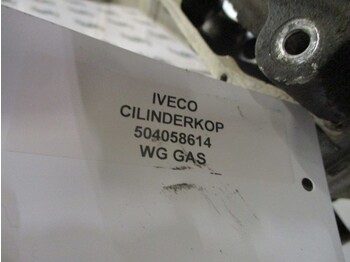 IVECO
CILINDERKOP
504058614
WG GAS